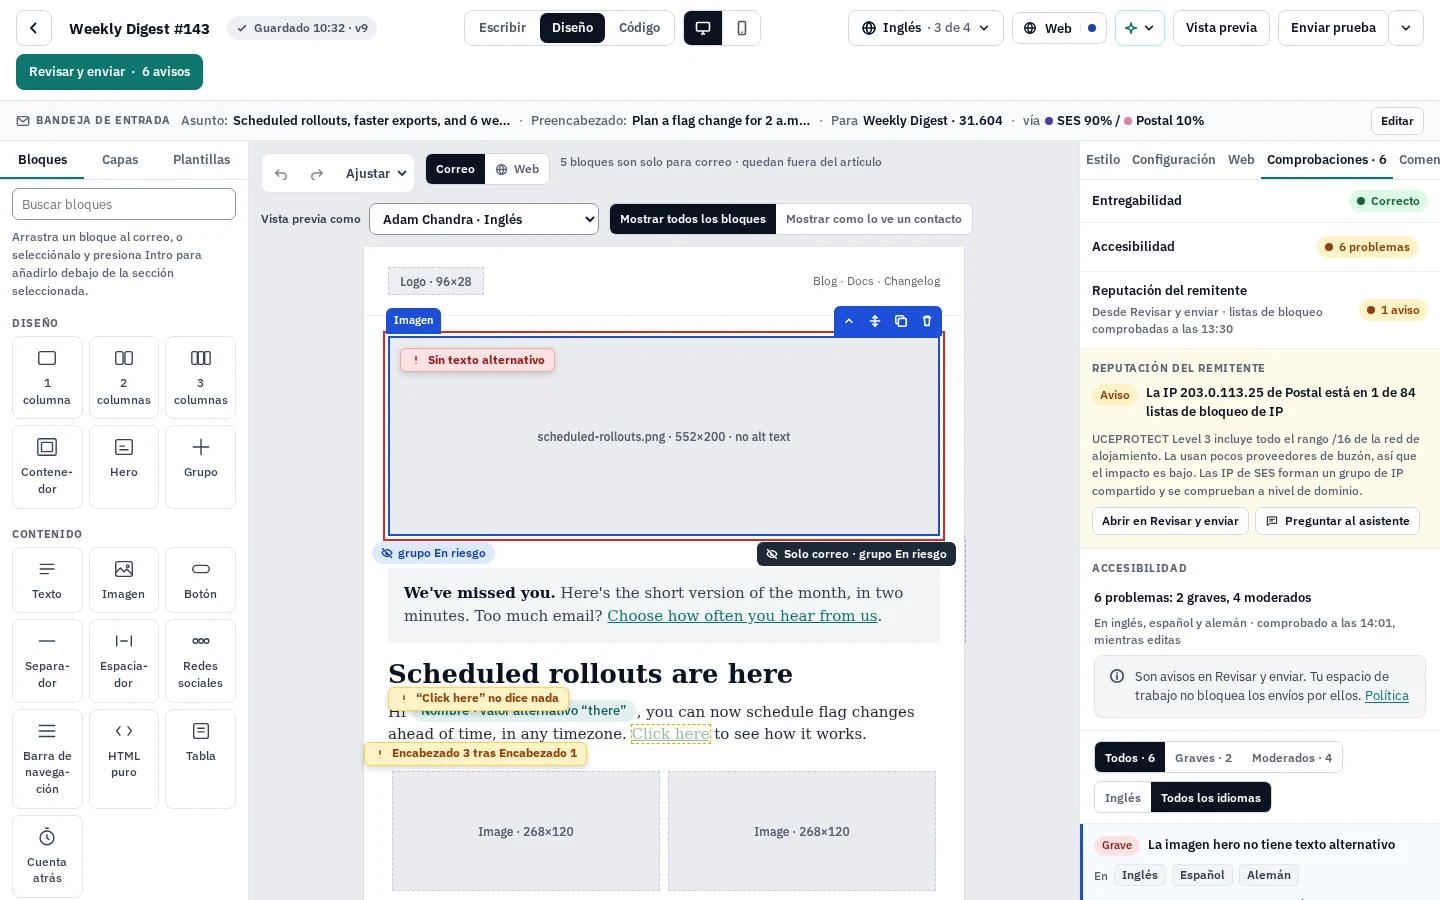 Weekly Digest #143
Guardado 10:32 · v9
Escribir
Diseño
Código
Inglés · 3 de 4
Web
Vista previa
Enviar prueba
Revisar y enviar · 6 avisos
BANDEJA DE ENTRADA
Asunto: Scheduled rollouts, faster exports, and 6 we…
· Preencabezado: Plan a flag change for 2 a.m…
· Para Weekly Digest · 31.604
· vía SES 90% / Postal 10%
Editar
Bloques
Capas
Plantillas
Buscar bloques
Arrastra un bloque al correo, o
selecciónalo y presiona Intro para
añadirlo debajo de la sección
seleccionada.
DISEÑO
1
columna
2
columnas
3
columnas
Contene-
dor
Hero
Grupo
CONTENIDO
Texto
Imagen
Botón
Separa-
dor
Espacia-
dor
Redes
sociales
Barra de
navega-
ción
HTML
puro
Tabla
Cuenta
atrás
Ajustar
Correo
Web
5 bloques son solo para correo · quedan fuera del artículo
Vista previa como
Adam Chandra · Inglés
Mostrar todos los bloques
Mostrar como lo ve un contacto
Logo · 96×28
Blog · Docs · Changelog
Imagen
! Sin texto alternativo
scheduled-rollouts.png · 552×200 · no alt text
grupo En riesgo
Solo correo · grupo En riesgo
We've missed you. Here's the short version of the month, in two
minutes. Too much email? Choose how often you hear from us.
Scheduled rollouts are here
! “Click here” no dice nada
Hi Nombre · valor alternativo “there” , you can now schedule flag changes
ahead of time, in any timezone. Click here to see how it works.
! Encabezado 3 tras Encabezado 1
Image · 268×120
Image · 268×120
Estilo
Configuración
Web
Comprobaciones · 6
Comen
Entregabilidad
Correcto
Accesibilidad
6 problemas
Reputación del remitente
Desde Revisar y enviar · listas de bloqueo
comprobadas a las 13:30
1 aviso
REPUTACIÓN DEL REMITENTE
Aviso
La IP 203.0.113.25 de Postal está en 1 de 84
listas de bloqueo de IP
UCEPROTECT Level 3 incluye todo el rango /16 de la red de
alojamiento. La usan pocos proveedores de buzón, así que
el impacto es bajo. Las IP de SES forman un grupo de IP
compartido y se comprueban a nivel de dominio.
Abrir en Revisar y enviar
Preguntar al asistente
ACCESIBILIDAD
6 problemas: 2 graves, 4 moderados
En inglés, español y alemán · comprobado a las 14:01,
mientras editas
Son avisos en Revisar y enviar. Tu espacio de
trabajo no bloquea los envíos por ellos. Política
Todos · 6
Graves · 2
Moderados · 4
Inglés
Todos los idiomas
Grave
La imagen hero no tiene texto alternativo
En
Inglés
Español
Alemán